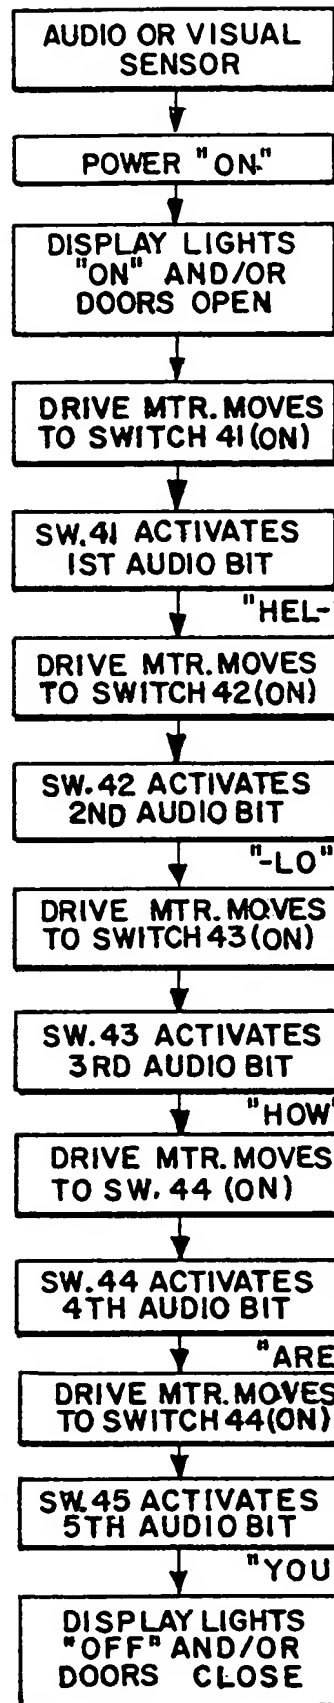 AUDIO OR VISUAL
SENSOR
POWER "ON"
DISPLAY LIGHTS
"ON" AND/OR
DOORS OPEN
DRIVE MTR. MOVES
TO SWITCH 41(ON)
SW.41 ACTIVATES
1ST AUDIO BIT
"HEL-
DRIVE MTR. MOVES
TO SWITCH 42(ON)
SW.42 ACTIVATES
2ND AUDIO BIT
"-LO"
DRIVE MTR. MOVES
TO SWITCH 43(ON)
SW.43 ACTIVATES
3RD AUDIO BIT
"HOW"
DRIVE MTR. MOVES
TO SW. 44 (ON)
SW.44 ACTIVATES
4TH AUDIO BIT
"ARE
DRIVE MTR. MOVES
TO SWITCH 44(ON)
SW.45 ACTIVATES
5TH AUDIO BIT
"YOU
DISPLAY LIGHTS
"OFF" AND/OR
DOORS CLOSE